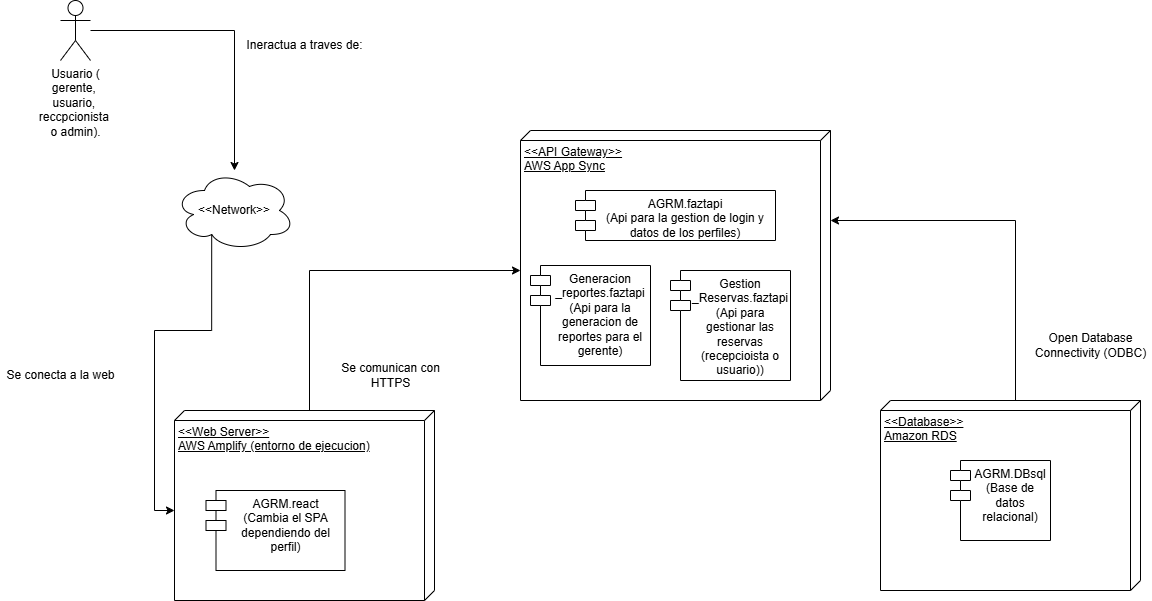 Ineractua a traves de:
Usuario (
gerente,
usuario,
reccpcionista
o admin).
<<Network>>
<<API Gateway>>
AWS App Sync
AGRM.faztapi
(Api para la gestion de login y
datos de los perfiles)
Generacion
_reportes.faztapi
(Api para la
generacion de
reportes para el
gerente)
Gestion
_Reservas.faztapi
(Api para
gestionar las
reservas
(recepcioista o
usuario))
Open Database
Connectivity (ODBC)
Se conecta a la web
Se comunican con
HTTPS
<<Web Server>>
AWS Amplify (entorno de ejecucion)
AGRM.react
(Cambia el SPA
dependiendo del
perfil)
<<Database>>
Amazon RDS
AGRM.DBsql
(Base de
datos
relacional)